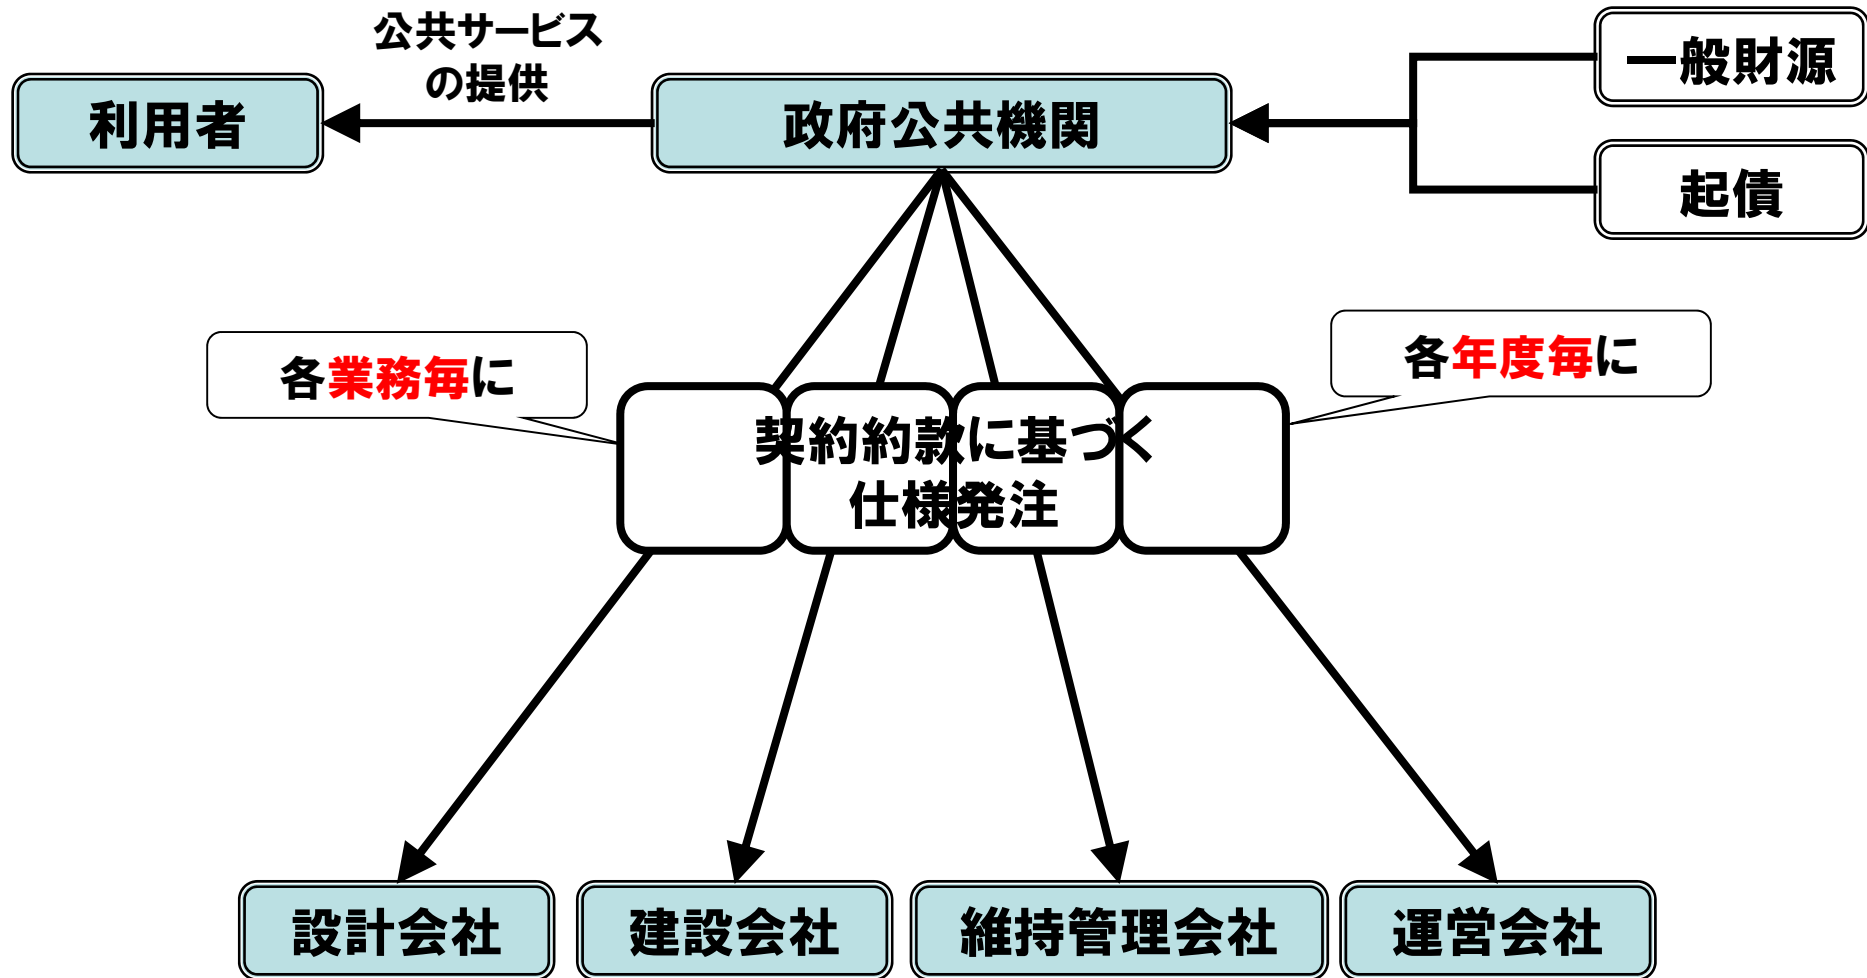 公共サービス
の提供
利用者
政府公共機関
一般財源
起債
各業務毎に
各年度毎に
契約約款に基づく
仕様発注
設計会社
建設会社
維持管理会社
運営会社